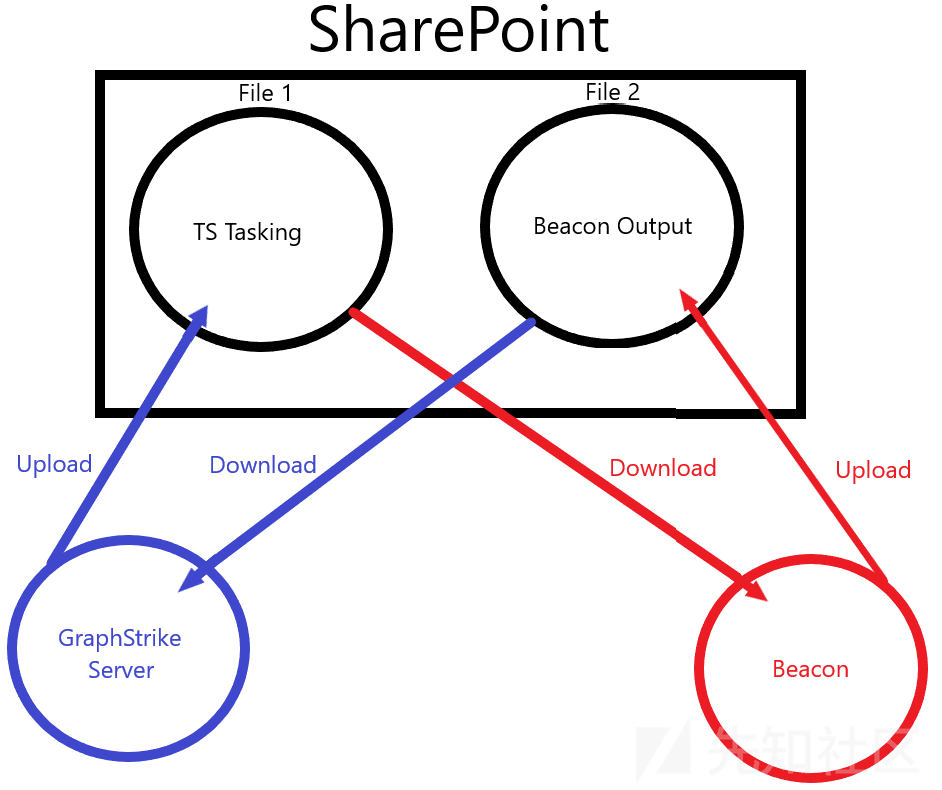 SharePoint
File 1
File 2
TS Tasking
Beacon Output
Upload
Download
Download
Upload
GraphStrike
Server
Beacon
先知社区